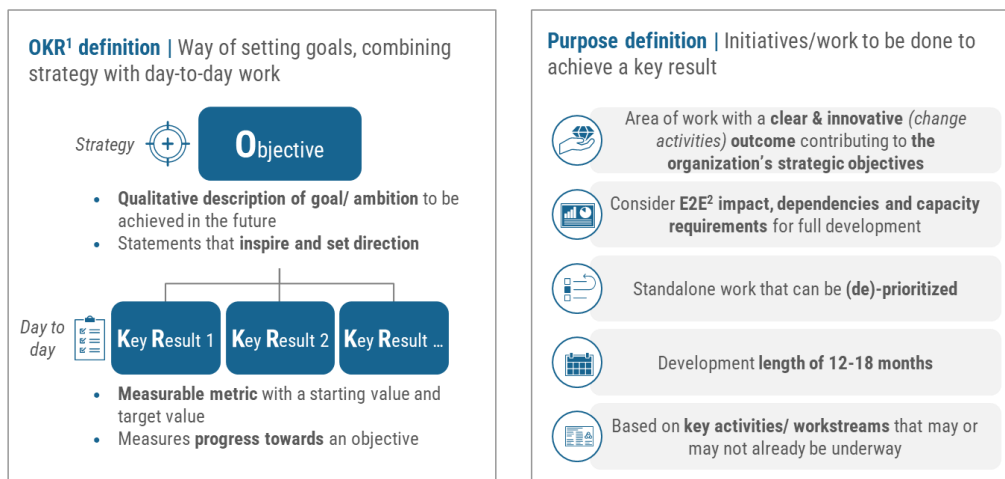 OKR¹ definition | Way of setting goals, combining
strategy with day-to-day work
Strategy
Objective
• Qualitative description of goal/ ambition to be
achieved in the future
• Statements that inspire and set direction
Day to
day
Key Result 1
Key Result 2
Key Result …
• Measurable metric with a starting value and
target value
• Measures progress towards an objective
Purpose definition | Initiatives/work to be done to
achieve a key result
Area of work with a clear & innovative (change
activities) outcome contributing to the
organization's strategic objectives
Consider E2E² impact, dependencies and capacity
requirements for full development
Standalone work that can be (de)-prioritized
Development length of 12-18 months
Based on key activities/ workstreams that may or
may not already be underway